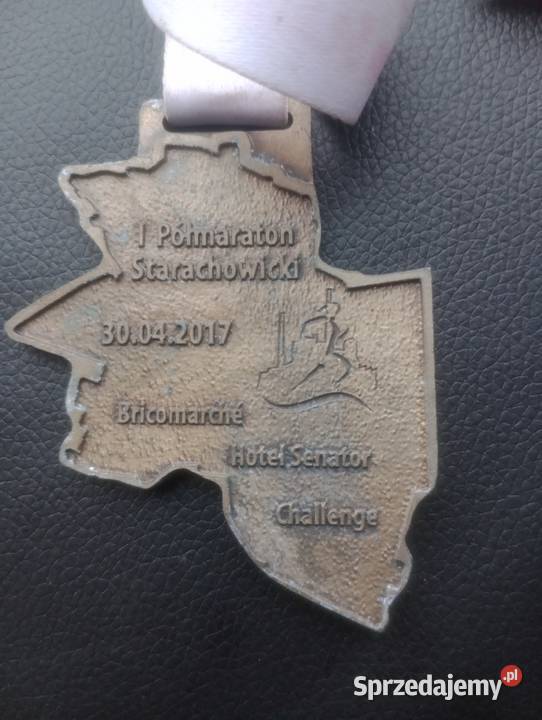 I Półmaraton
Starachowicki
30.04.2017
Bricomarché
Hotel Senator
Challenge
Sprzedajemy.pl